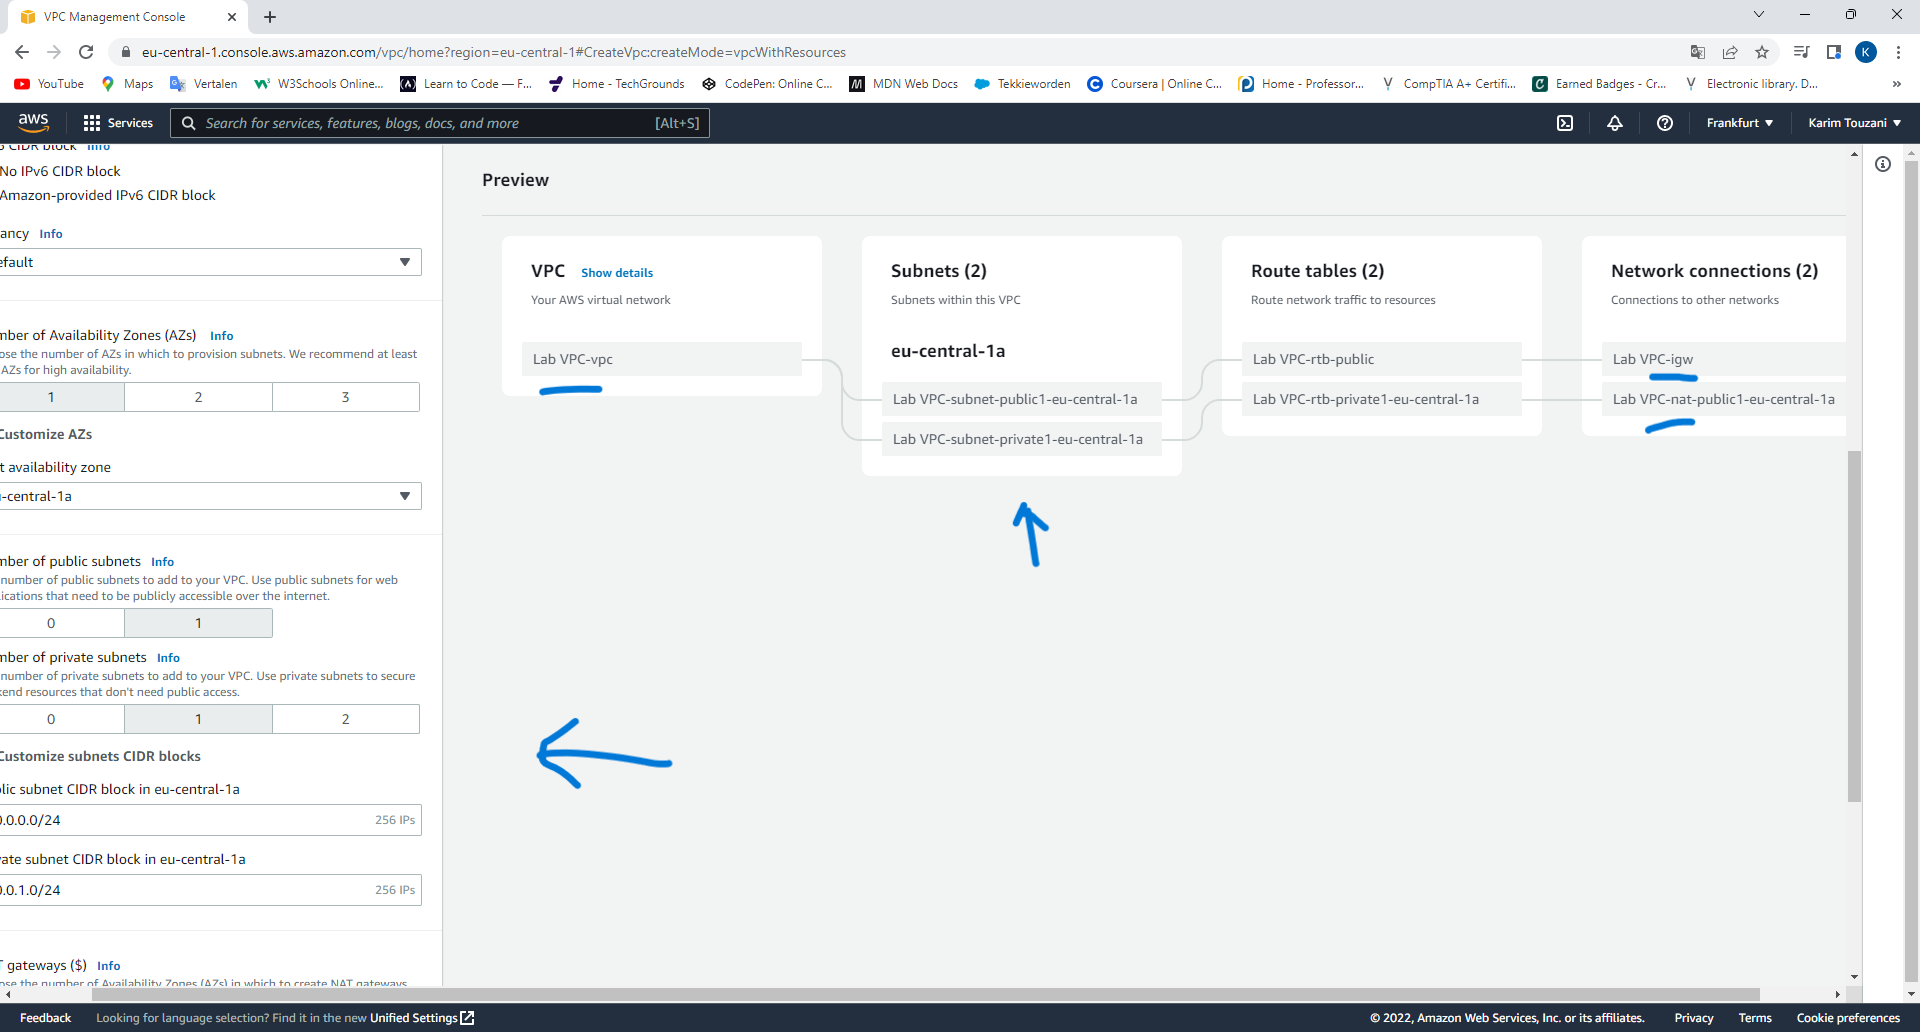 VPC Management Console
eu-central-1.console.aws.amazon.com/vpc/home?region=eu-central-1#CreateVpc:createMode=vpcWithResources
K
YouTube Maps Vertalen W3Schools Online... Learn to Code — F... Home - TechGrounds CodePen: Online C... MDN Web Docs Tekkieworden Coursera | Online C... Home - Professor... CompTIA A+ Certifi... Earned Badges - Cr... Electronic library. D... »
aws Services Search for services, features, blogs, docs, and more [Alt+S] Frankfurt Karim Touzani
6 CIDR block Info
No IPv6 CIDR block
Amazon-provided IPv6 CIDR block
ancy Info
efault
mber of Availability Zones (AZs) Info
ose the number of AZs in which to provision subnets. We recommend at least
AZs for high availability.
1 2 3
Customize AZs
t availability zone
-central-1a
mber of public subnets Info
number of public subnets to add to your VPC. Use public subnets for web
ications that need to be publicly accessible over the internet.
0 1
mber of private subnets Info
number of private subnets to add to your VPC. Use private subnets to secure
kend resources that don't need public access.
0 1 2
Customize subnets CIDR blocks
lic subnet CIDR block in eu-central-1a
0.0.0.0/24 256 IPs
ate subnet CIDR block in eu-central-1a
0.0.1.0/24 256 IPs
T gateways ($) Info
ose the number of Availability Zones (AZs) in which to create NAT gateways.
Preview
VPC Show details
Your AWS virtual network
Lab VPC-vpc
Subnets (2)
Subnets within this VPC
eu-central-1a
Lab VPC-subnet-public1-eu-central-1a
Lab VPC-subnet-private1-eu-central-1a
Route tables (2)
Route network traffic to resources
Lab VPC-rtb-public
Lab VPC-rtb-private1-eu-central-1a
Network connections (2)
Connections to other networks
Lab VPC-igw
Lab VPC-nat-public1-eu-central-1a
Feedback Looking for language selection? Find it in the new Unified Settings © 2022, Amazon Web Services, Inc. or its affiliates. Privacy Terms Cookie preferences